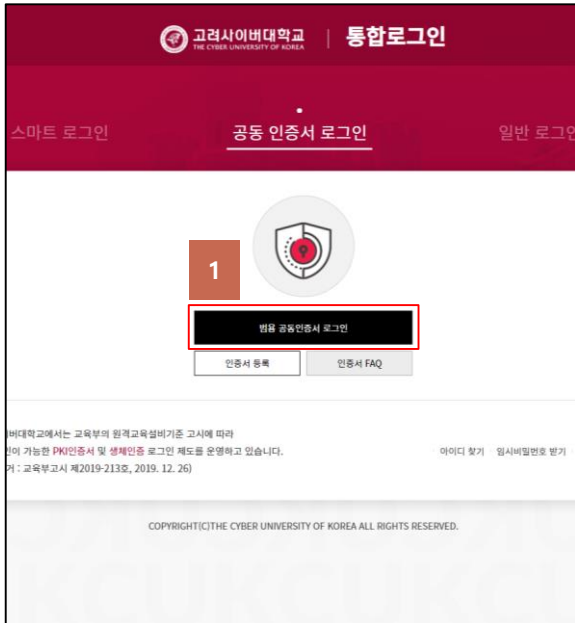 고려사이버대학교
THE CYBER UNIVERSITY OF KOREA
통합로그인
스마트 로그인
공동 인증서 로그인
일반 로그인
1
범용 공동인증서 로그인
인증서 등록
인증서 FAQ
버대학교에서는 교육부의 원격교육설비기준 고시에 따라
인이 가능한 PKI인증서 및 생체인증 로그인 제도를 운영하고 있습니다.
거 : 교육부고시 제2019-213호, 2019. 12. 26)
아이디 찾기
임시비밀번호 받기
COPYRIGHT(C)THE CYBER UNIVERSITY OF KOREA ALL RIGHTS RESERVED.